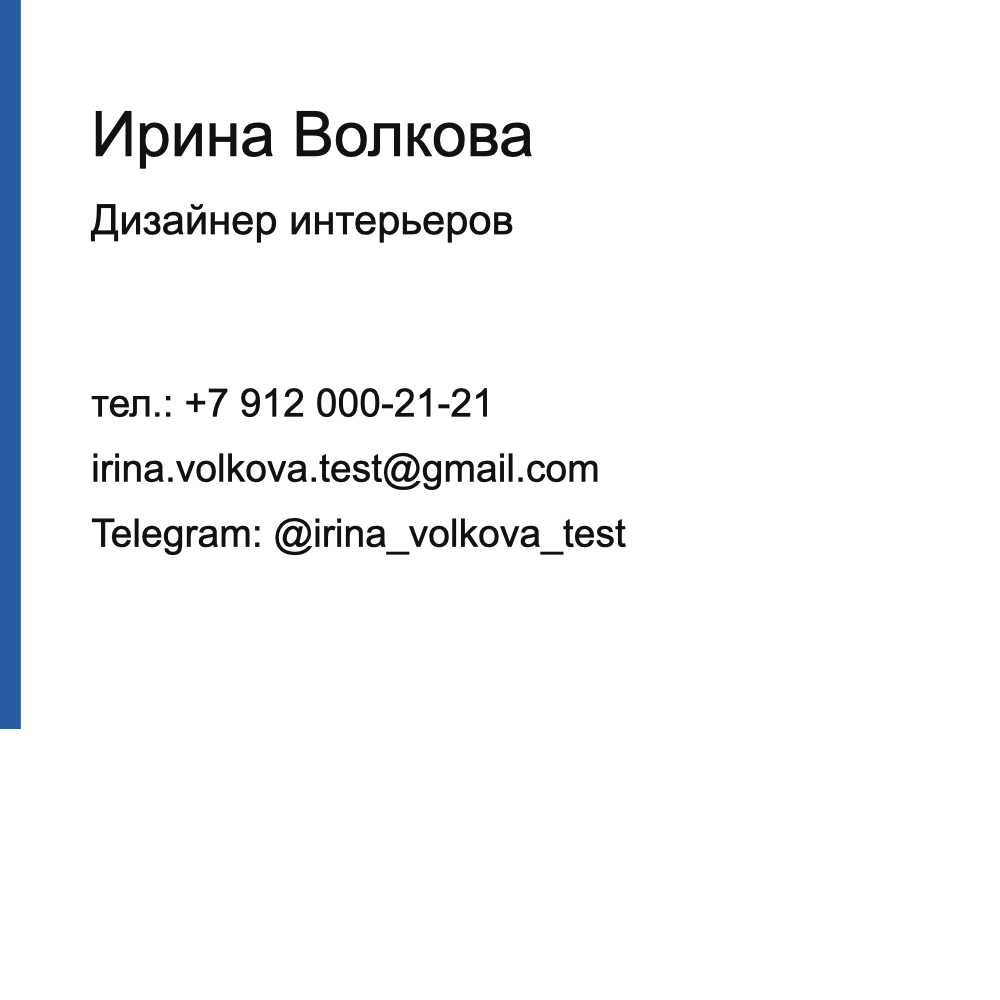 Ирина Волкова
Дизайнер интерьеров
тел.: +7 912 000-21-21
irina.volkova.test@gmail.com
Telegram: @irina_volkova_test